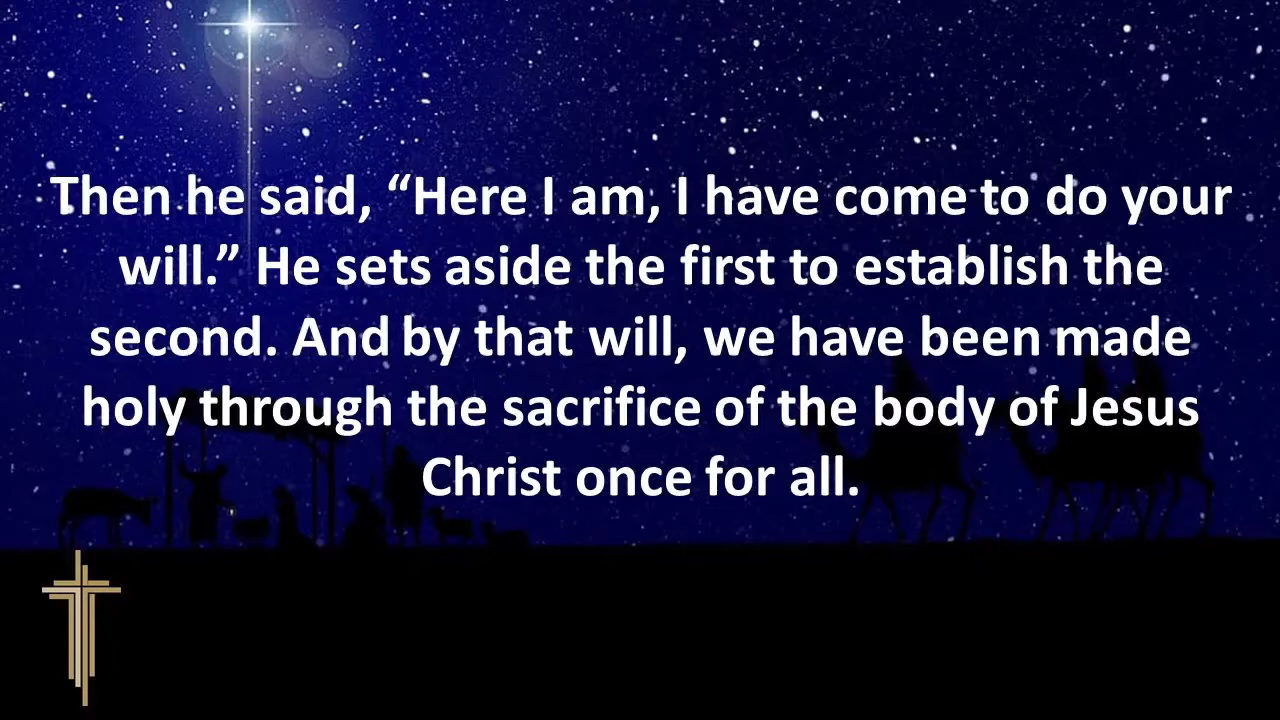 Then he said, “Here I am, I have come to do your
will.” He sets aside the first to establish the
second. And by that will, we have been made
holy through the sacrifice of the body of Jesus
Christ once for all.